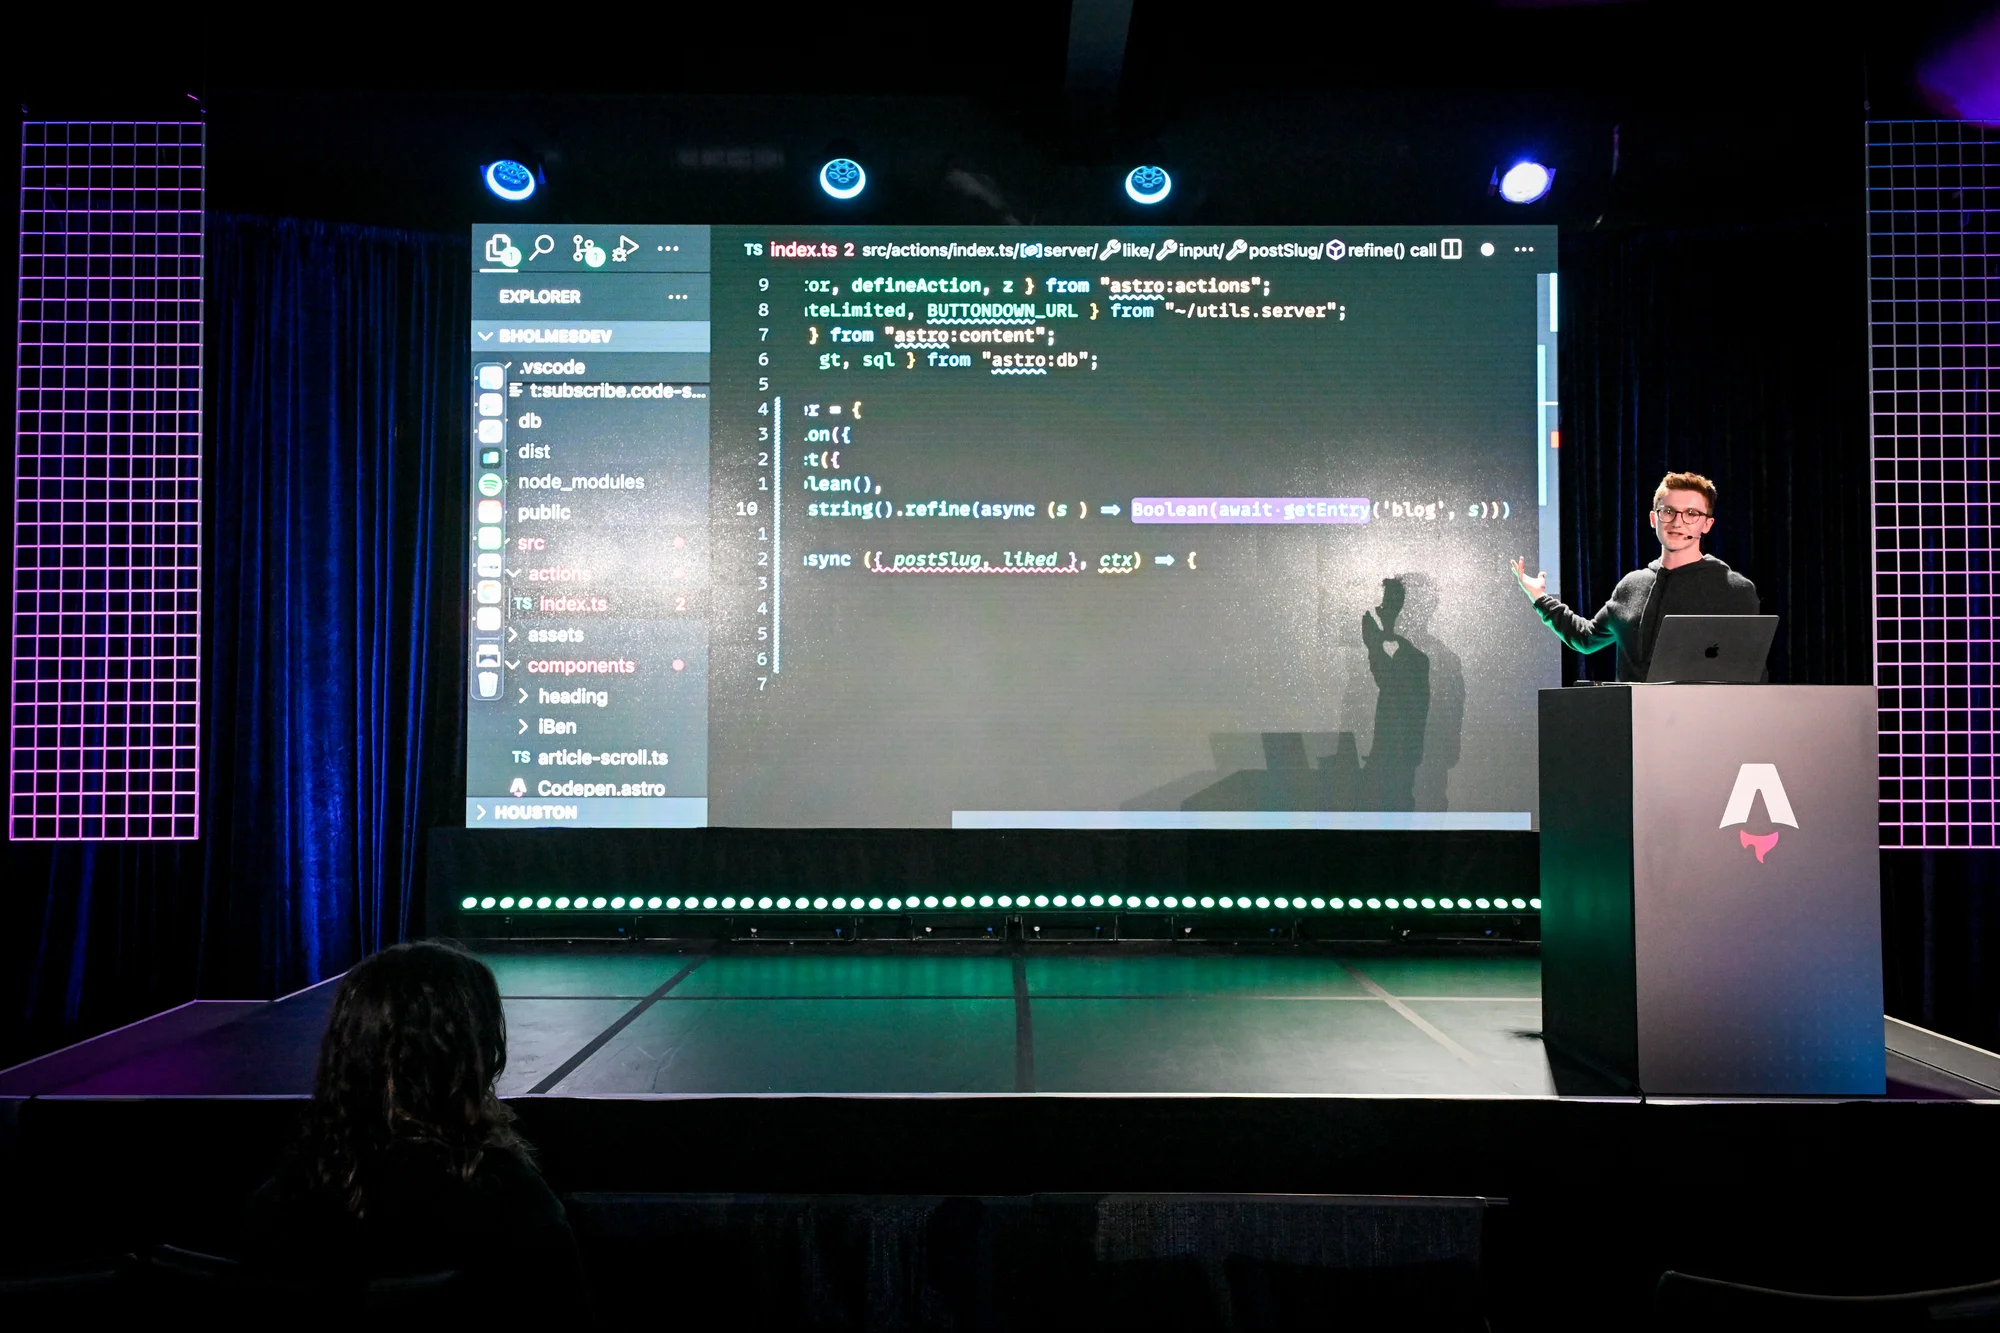 EXPLORER
BHOLMESDEV
.vscode
t:subscribe.code-s...
db
dist
node_modules
public
src
actions
TS index.ts 2
assets
components
heading
iBen
TS article-scroll.ts
Codepen.astro
HOUSTON
TS index.ts 2 src/actions/index.ts/server/like/input/postSlug/refine() call
9 or, defineAction, z } from "astro:actions";
8 teLimited, BUTTONDOWN_URL } from "~/utils.server";
7 } from "astro:content";
6 gt, sql } from "astro:db";
5
4 r = {
3 on({
2 t({
1 lean(),
10 string().refine(async (s ) => Boolean(await getEntry('blog', s)))
1
2 sync ({ postSlug, liked }, ctx) => {
3
4
5
6
7